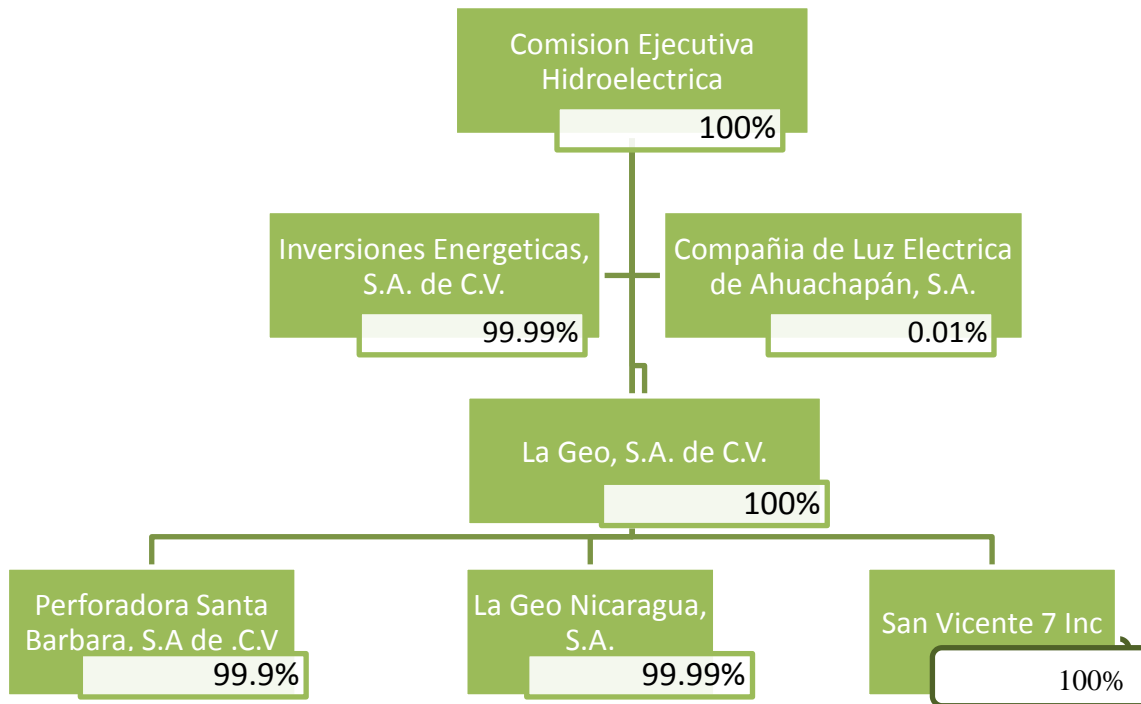 Comision Ejecutiva
Hidroelectrica
100%
Inversiones Energeticas,
S.A. de C.V.
99.99%
Compañia de Luz Electrica
de Ahuachapán, S.A.
0.01%
La Geo, S.A. de C.V.
100%
Perforadora Santa
Barbara, S.A de .C.V
99.9%
La Geo Nicaragua,
S.A.
99.99%
San Vicente 7 Inc
100%